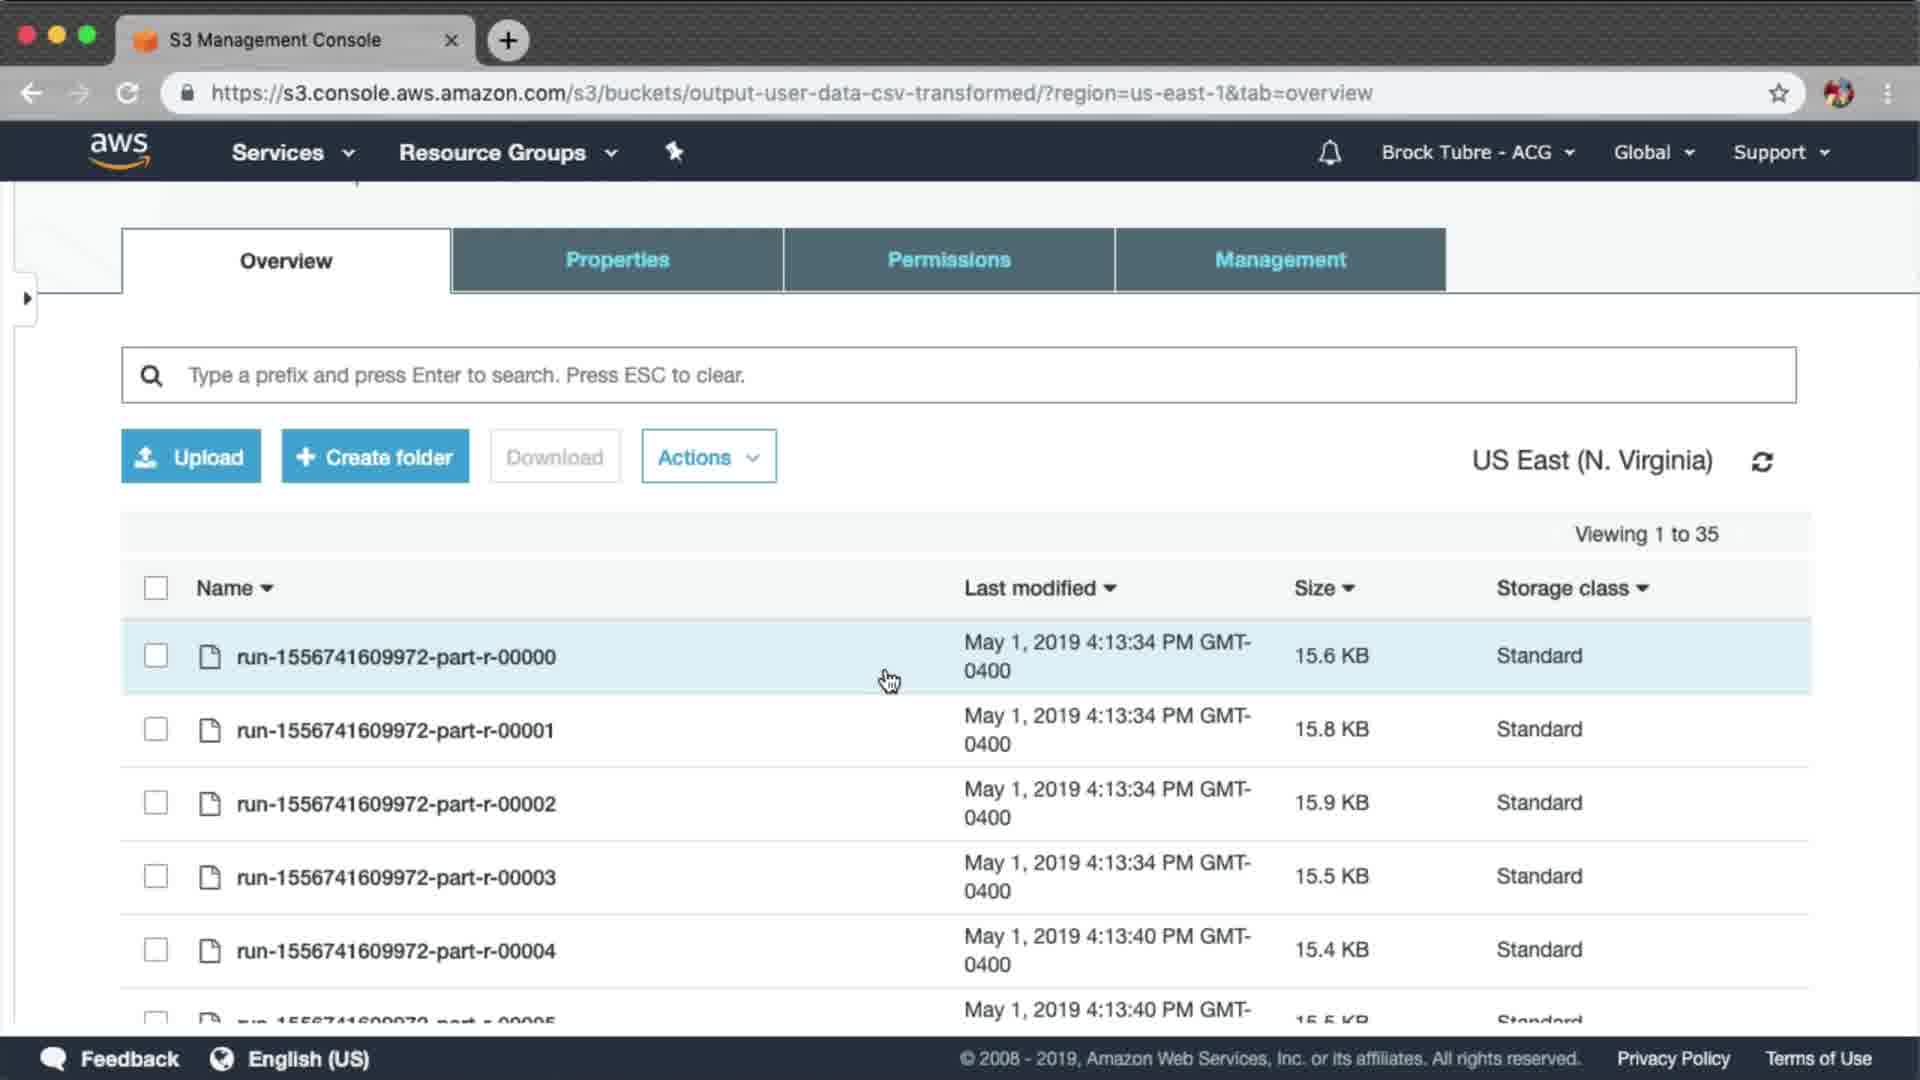 S3 Management Console
https://s3.console.aws.amazon.com/s3/buckets/output-user-data-csv-transformed/?region=us-east-1&tab=overview
aws
Services
Resource Groups
Brock Tubre - ACG
Global
Support
Overview
Properties
Permissions
Management
Type a prefix and press Enter to search. Press ESC to clear.
Upload
Create folder
Download
Actions
US East (N. Virginia)
Viewing 1 to 35
Name
Last modified
Size
Storage class
run-1556741609972-part-r-00000
May 1, 2019 4:13:34 PM GMT-
0400
15.6 KB
Standard
run-1556741609972-part-r-00001
May 1, 2019 4:13:34 PM GMT-
0400
15.8 KB
Standard
run-1556741609972-part-r-00002
May 1, 2019 4:13:34 PM GMT-
0400
15.9 KB
Standard
run-1556741609972-part-r-00003
May 1, 2019 4:13:34 PM GMT-
0400
15.5 KB
Standard
run-1556741609972-part-r-00004
May 1, 2019 4:13:40 PM GMT-
0400
15.4 KB
Standard
run-1556741609972-part-r-00005
May 1, 2019 4:13:40 PM GMT-
Standard
Feedback
English (US)
© 2008 - 2019, Amazon Web Services, Inc. or its affiliates. All rights reserved.
Privacy Policy
Terms of Use